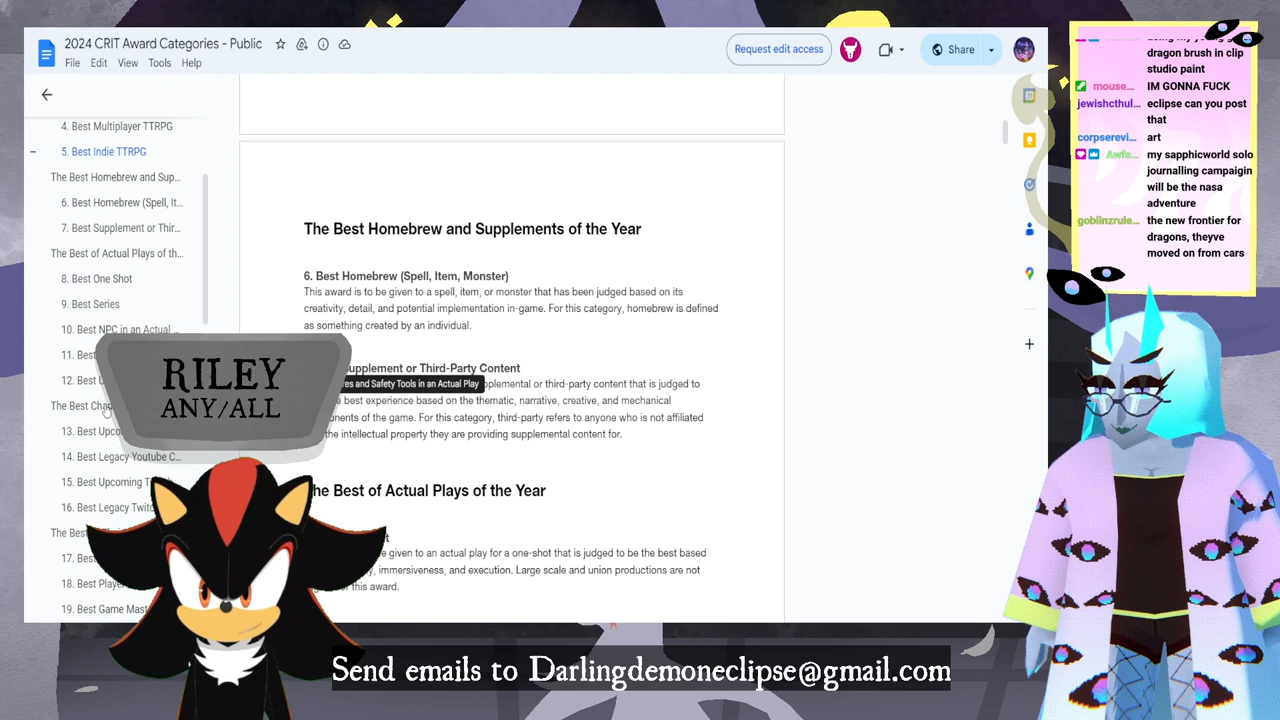 2024 CRIT Award Categories - Public
File Edit View Tools Help
Request edit access
Share
4. Best Multiplayer TTRPG
5. Best Indie TTRPG
The Best Homebrew and Sup...
6. Best Homebrew (Spell, It...
7. Best Supplement or Thir...
The Best of Actual Plays of th...
8. Best One Shot
9. Best Series
10. Best NPC in an Actual ...
11. Bes
12. Best
The Best Cha
13. Best Upco
14. Best Legacy Youtube C...
15. Best Upcoming T
16. Best Legacy Twitc
The Best
17. Bes
18. Best Player
19. Best Game Mast
The Best Homebrew and Supplements of the Year
6. Best Homebrew (Spell, Item, Monster)
This award is to be given to a spell, item, or monster that has been judged based on its
creativity, detail, and potential implementation in-game. For this category, homebrew is defined
as something created by an individual.
Supplement or Third-Party Content
res and Safety Tools in an Actual Play
pplemental or third-party content that is judged to
best experience based on the thematic, narrative, creative, and mechanical
nents of the game. For this category, third-party refers to anyone who is not affiliated
the intellectual property they are providing supplemental content for.
The Best of Actual Plays of the Year
e given to an actual play for a one-shot that is judged to be the best based
y, immersiveness, and execution. Large scale and union productions are not
this award.
RILEY
ANY/ALL
dragon brush in clip
studio paint
mouse... IM GONNA FUCK
jewishcthul... eclipse can you post
that
corpserevi... art
Awfo... my sapphicworld solo
journalling campaigin
will be the nasa
adventure
goblinzrule... the new frontier for
dragons, theyve
moved on from cars
Send emails to Darlingdemoneclipse@gmail.com